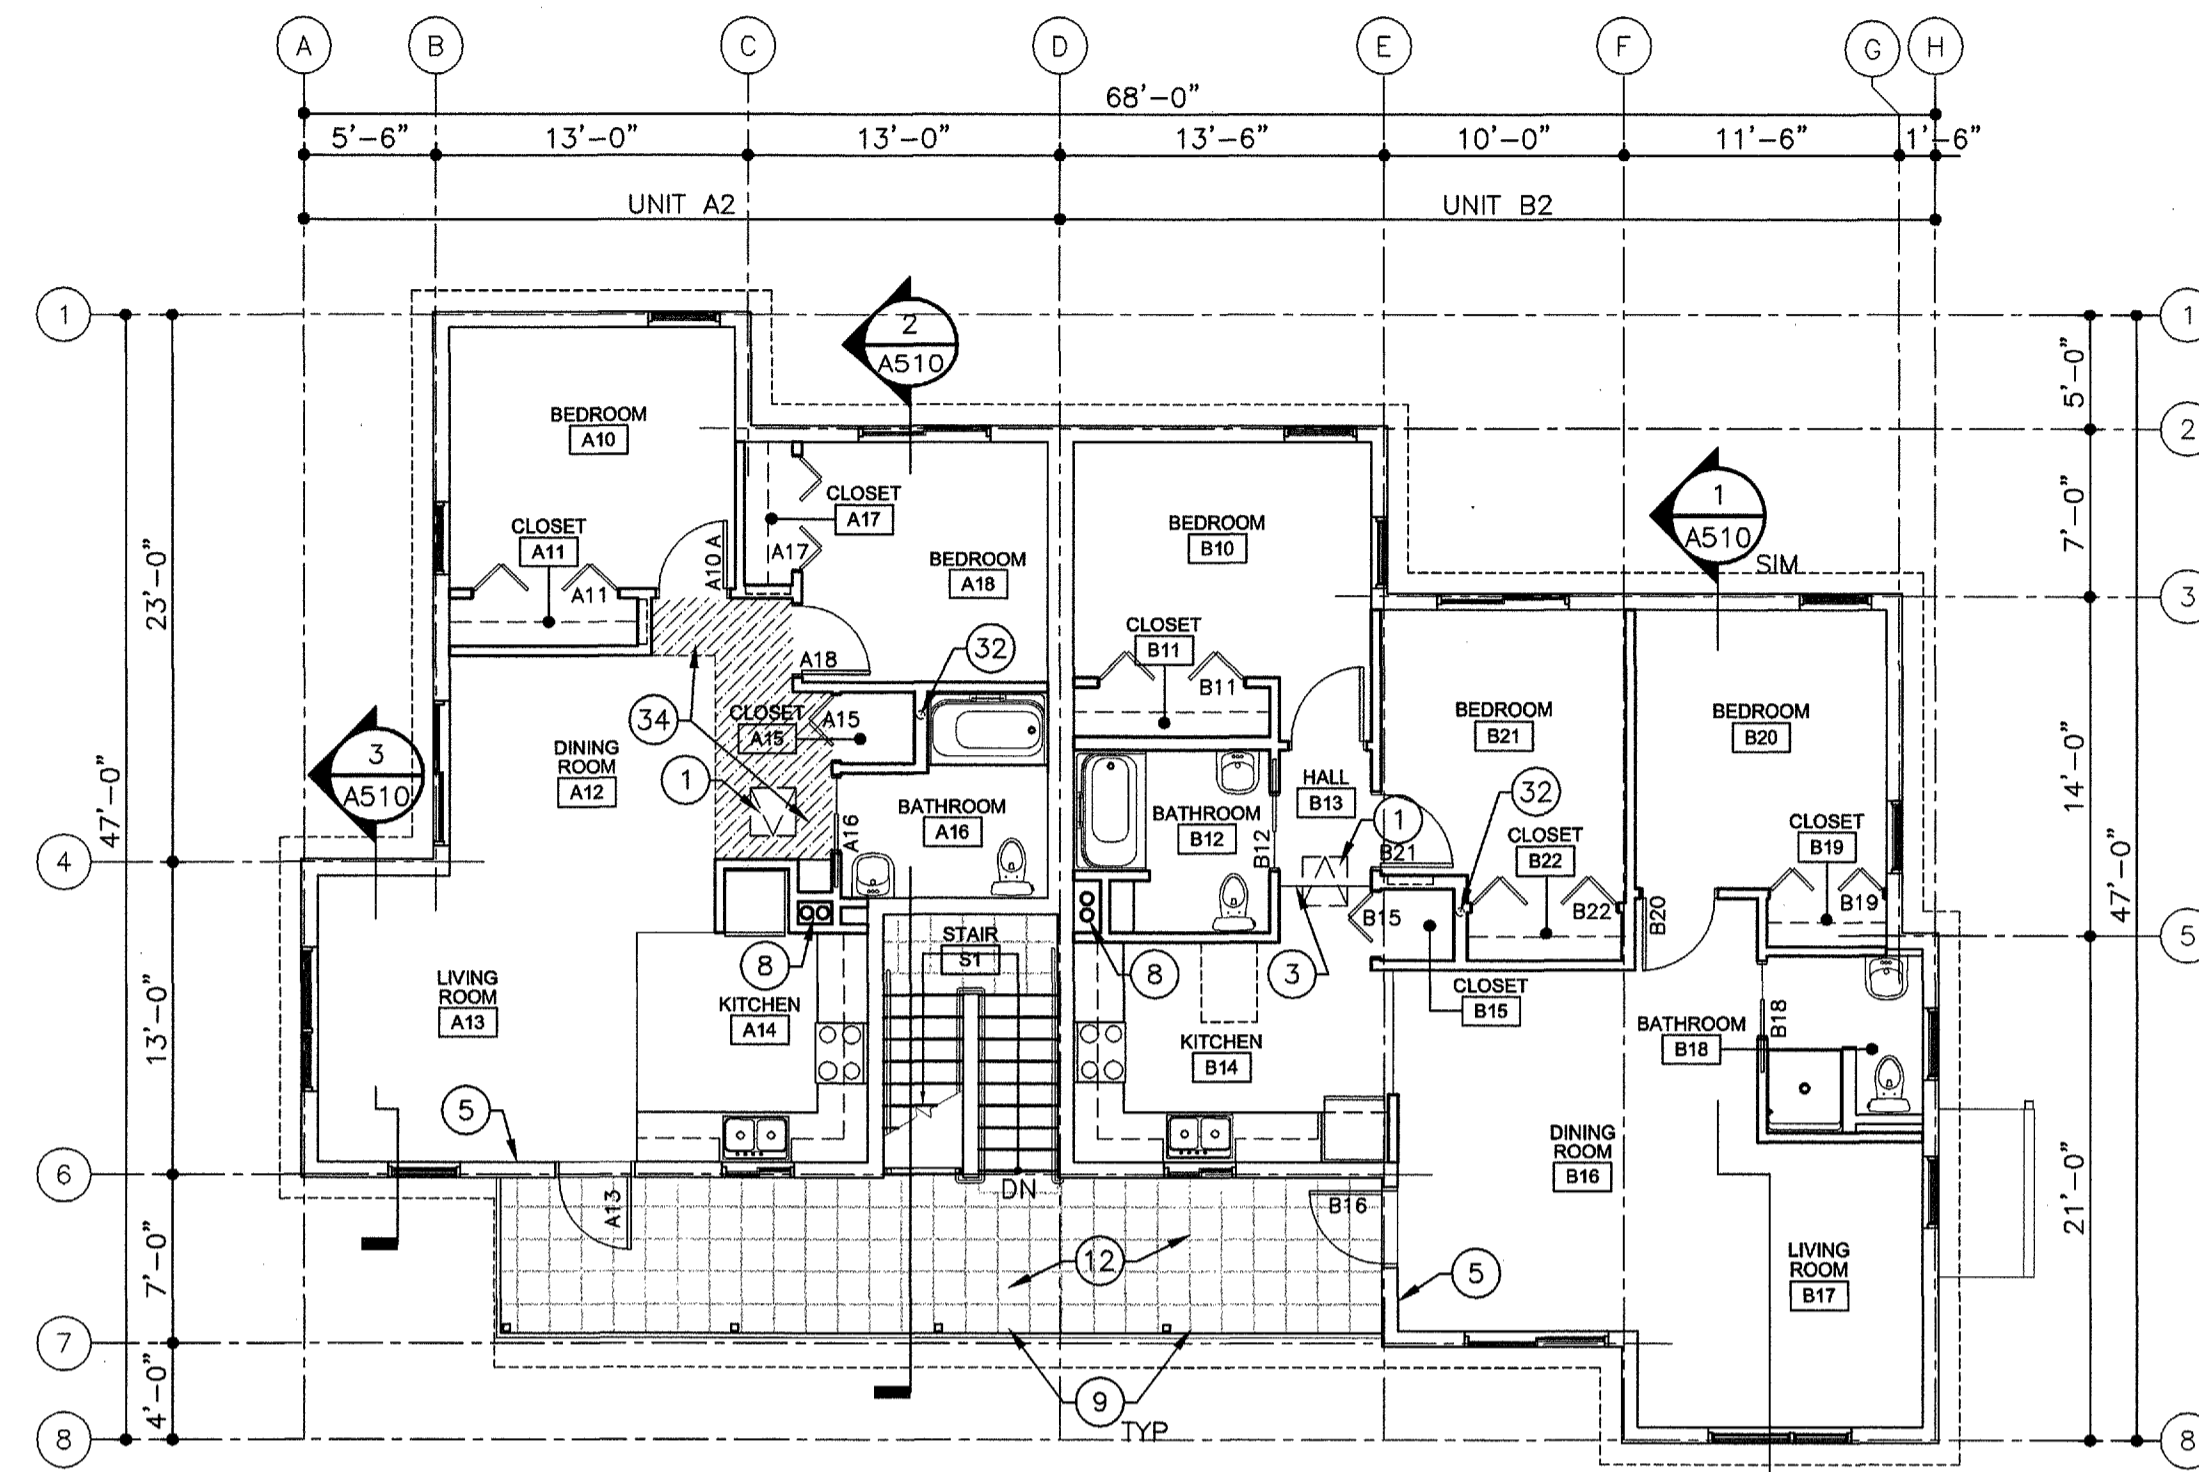 A B C D E F G H
68'-0"
5'-6" 13'-0" 13'-0" 13'-6" 10'-0" 11'-6" 1'-6"
UNIT A2 UNIT B2
1 1
2
A510
5'-0"
2
BEDROOM
A10
CLOSET
A17
1
A510
SIM
7'-0"
BEDROOM
B10
CLOSET
A11
A17
A10 A
BEDROOM
A18
23'-0"
A11
3
CLOSET
B11
32
A18
B11
34
CLOSET
A15
A15
BEDROOM
B21
BEDROOM
B20
DINING
ROOM
A12
3
A510
1
47'-0"
14'-0"
HALL
B13
32
BATHROOM
A16
A16
BATHROOM
B12
B12
1
B21
CLOSET
B22
CLOSET
B19
4
47'-0"
B15
B22
B20
B19
5
STAIR
S1
8
8
3
LIVING
ROOM
A13
KITCHEN
A14
CLOSET
B15
13'-0"
KITCHEN
B14
BATHROOM
B18
B18
5
DINING
ROOM
B16
21'-0"
6
DN
A13
B16
12
5
LIVING
ROOM
B17
7'-0"
7
9
TYP
4'-0"
8 8